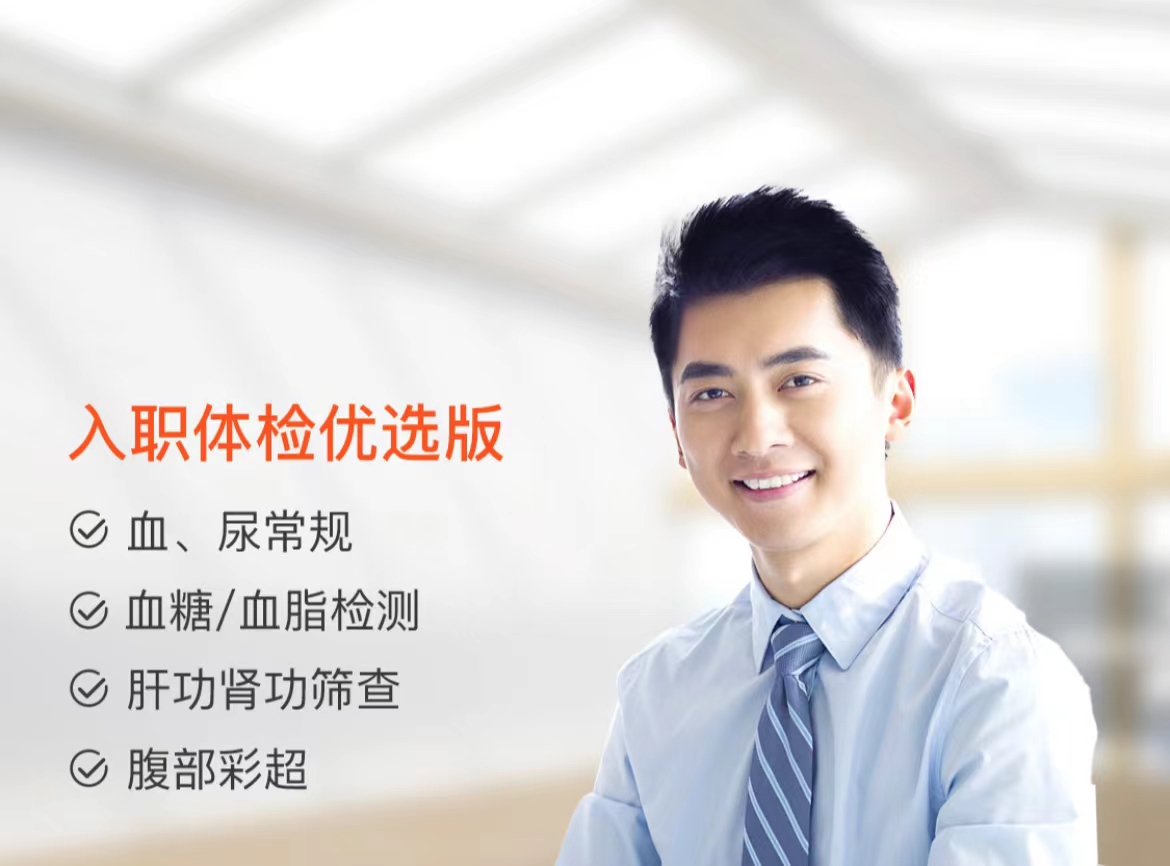 入职体检优选版
血、尿常规
血糖/血脂检测
肝功肾功筛查
腹部彩超